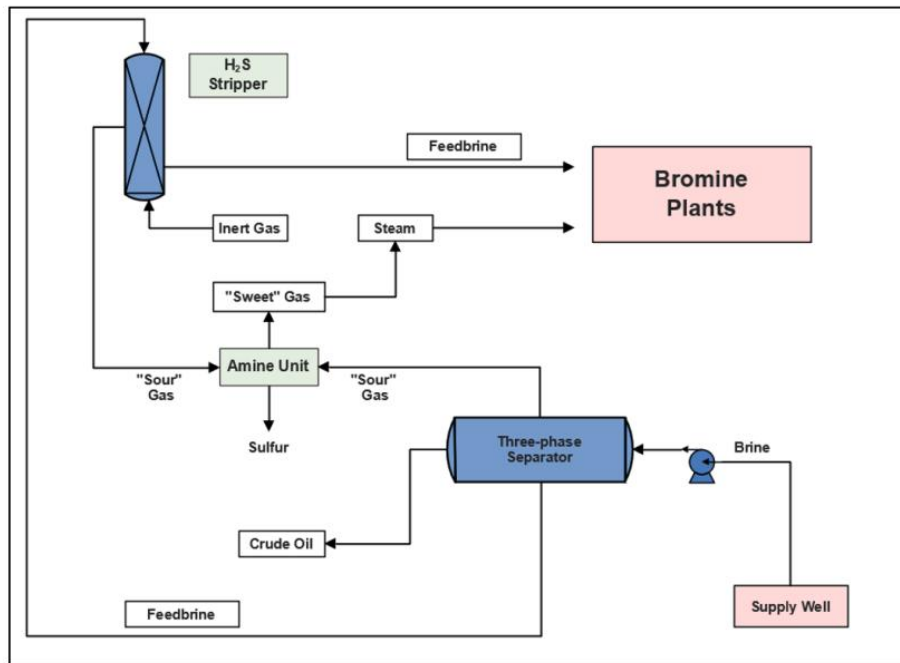 H₂S
Stripper
Feedbrine
Bromine
Plants
Inert Gas
Steam
"Sweet" Gas
Amine Unit
"Sour"
Gas
"Sour"
Gas
Sulfur
Three-phase
Separator
Brine
Crude Oil
Feedbrine
Supply Well